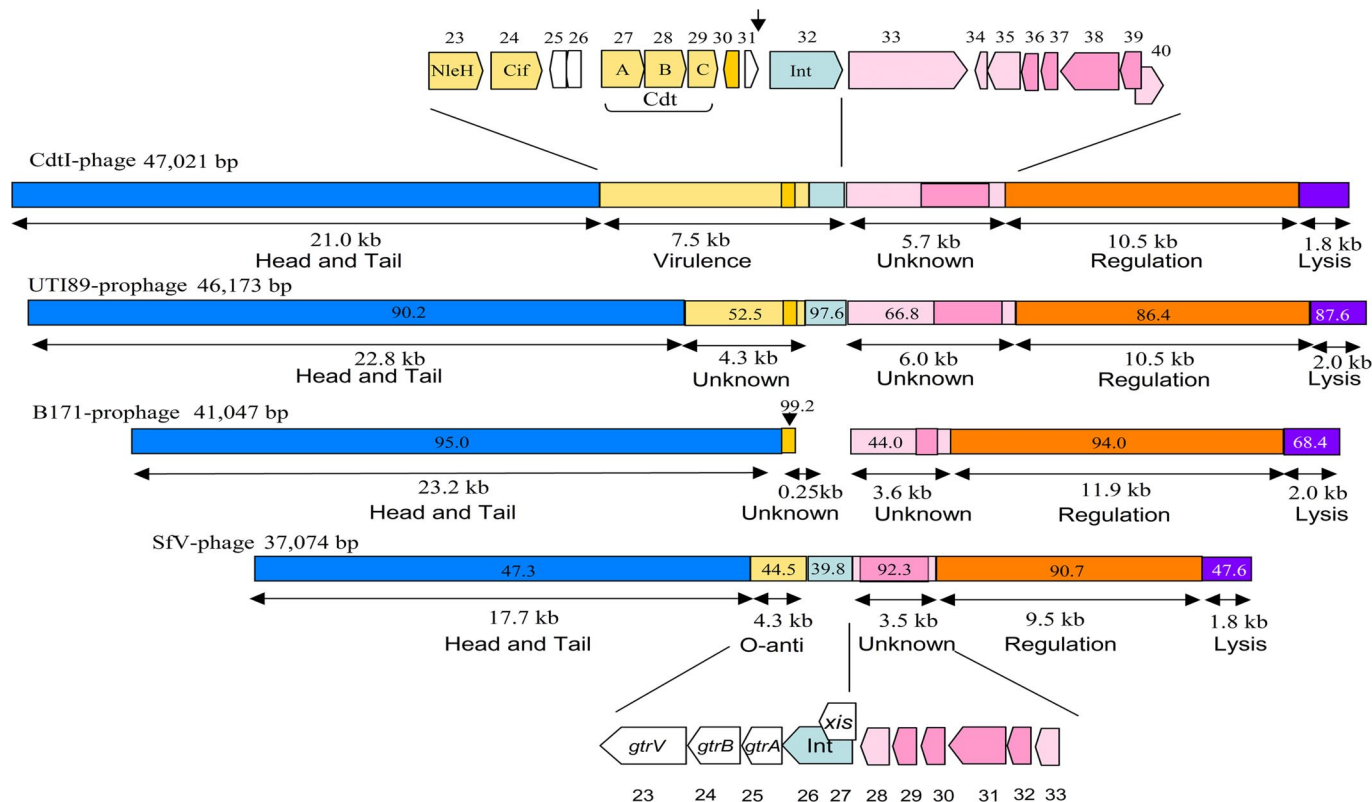 23 24 25 26 27 28 29 30 31 32 33 34 35 36 37 38 39 40
NleH Cif A B C Int
Cdt
CdtI-phage 47,021 bp
21.0 kb 7.5 kb 5.7 kb 10.5 kb 1.8 kb
Head and Tail Virulence Unknown Regulation Lysis
UTI89-prophage 46,173 bp
90.2 52.5 97.6 66.8 86.4 87.6
22.8 kb 4.3 kb 6.0 kb 10.5 kb 2.0 kb
Head and Tail Unknown Unknown Regulation Lysis
B171-prophage 41,047 bp
99.2
95.0 44.0 94.0 68.4
23.2 kb 0.25kb 3.6 kb 11.9 kb 2.0 kb
Head and Tail Unknown Unknown Regulation Lysis
SfV-phage 37,074 bp
47.3 44.5 39.8 92.3 90.7 47.6
17.7 kb 4.3 kb 3.5 kb 9.5 kb 1.8 kb
Head and Tail O-anti Unknown Regulation Lysis
xis
gtrV gtrB gtrA Int
23 24 25 26 27 28 29 30 31 32 33